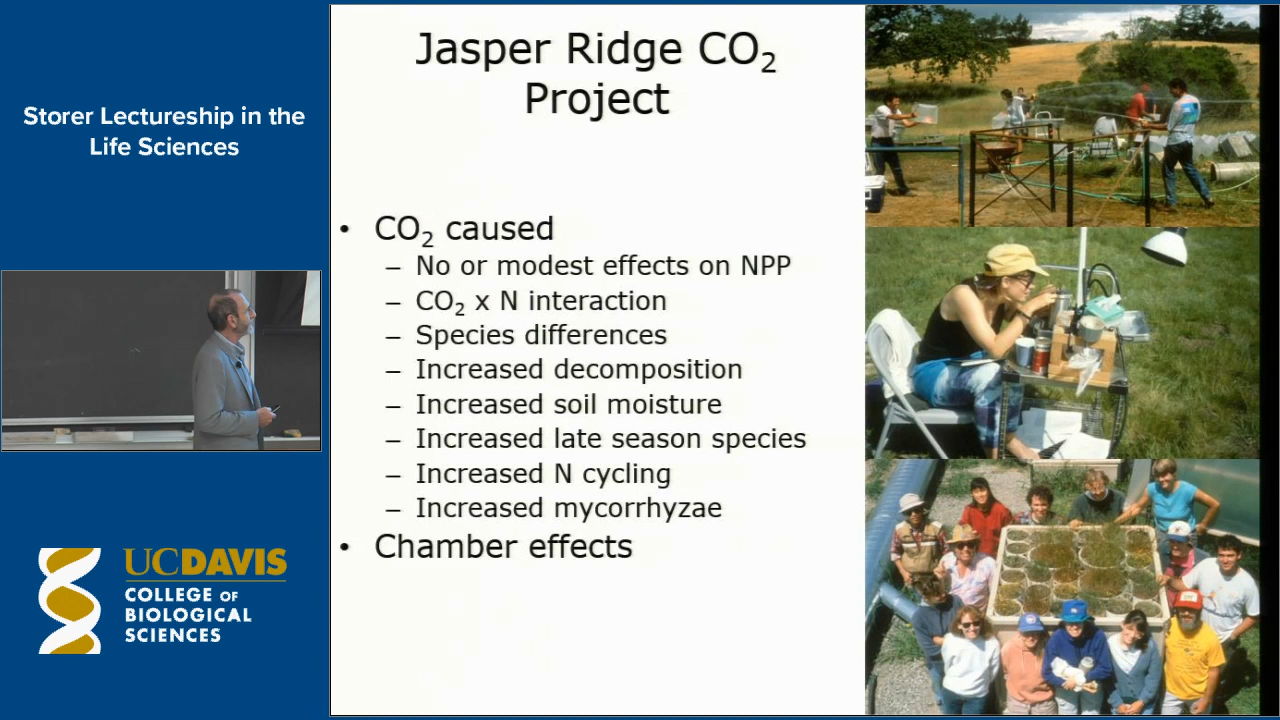 Storer Lectureship in the
Life Sciences
UCDAVIS
COLLEGE OF
BIOLOGICAL
SCIENCES
Jasper Ridge CO₂
Project
• CO₂ caused
– No or modest effects on NPP
– CO₂ x N interaction
– Species differences
– Increased decomposition
– Increased soil moisture
– Increased late season species
– Increased N cycling
– Increased mycorrhyzae
• Chamber effects